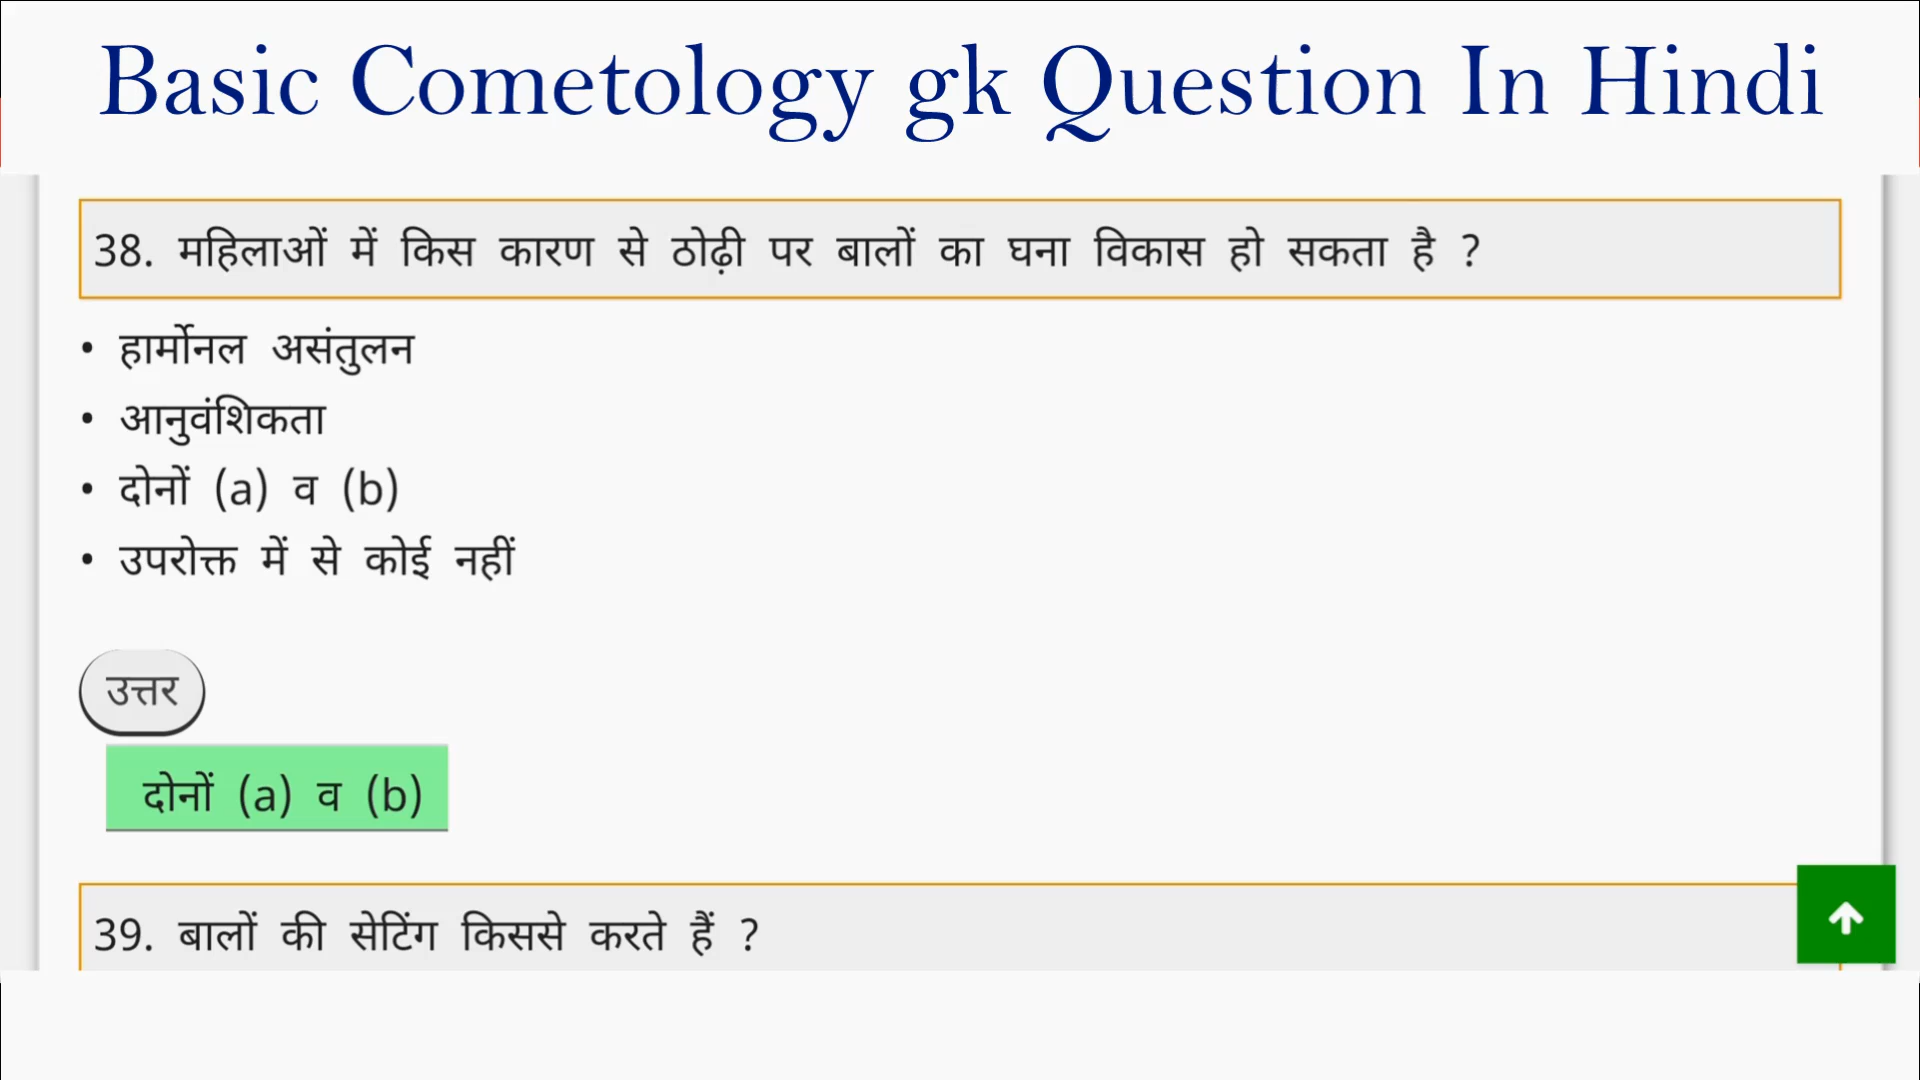 Basic Cometology gk Question In Hindi
38. महिलाओं में किस कारण से ठोढ़ी पर बालों का घना विकास हो सकता है ?
• हार्मोनल असंतुलन
• आनुवंशिकता
• दोनों (a) व (b)
• उपरोक्त में से कोई नहीं
उत्तर
दोनों (a) व (b)
39. बालों की सेटिंग किससे करते हैं ?